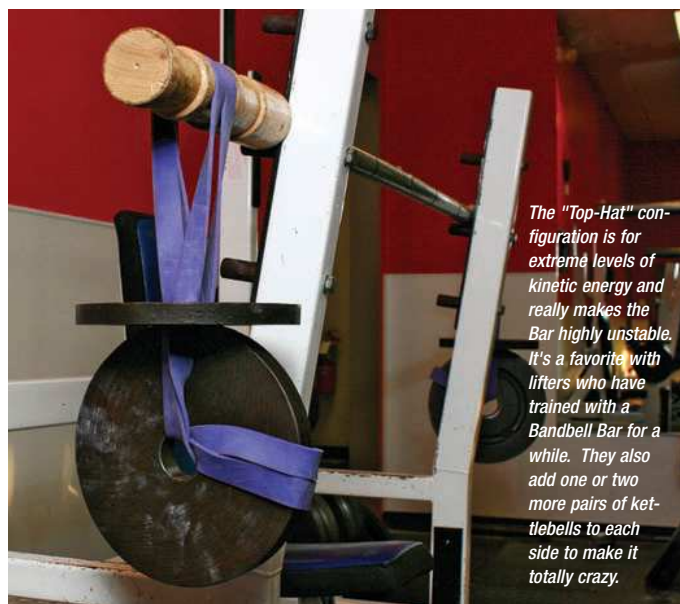 The "Top-Hat" con-
figuration is for
extreme levels of
kinetic energy and
really makes the
Bar highly unstable.
It's a favorite with
lifters who have
trained with a
Bandbell Bar for a
while.  They also
add one or two
more pairs of ket-
tlebells to each
side to make it
totally crazy.